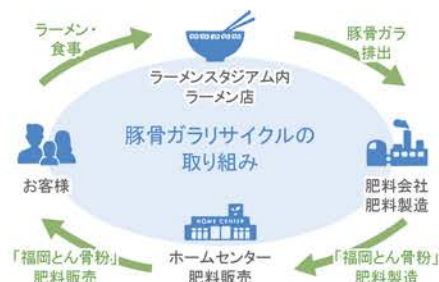 ラーメン・
食事
豚骨ガラ
排出
ラーメンスタジアム内
ラーメン店
豚骨ガラリサイクルの
取り組み
お客様
肥料会社
肥料製造
HOME CENTER
「福岡とん骨粉」
肥料販売
ホームセンター
肥料販売
「福岡とん骨粉」
肥料製造